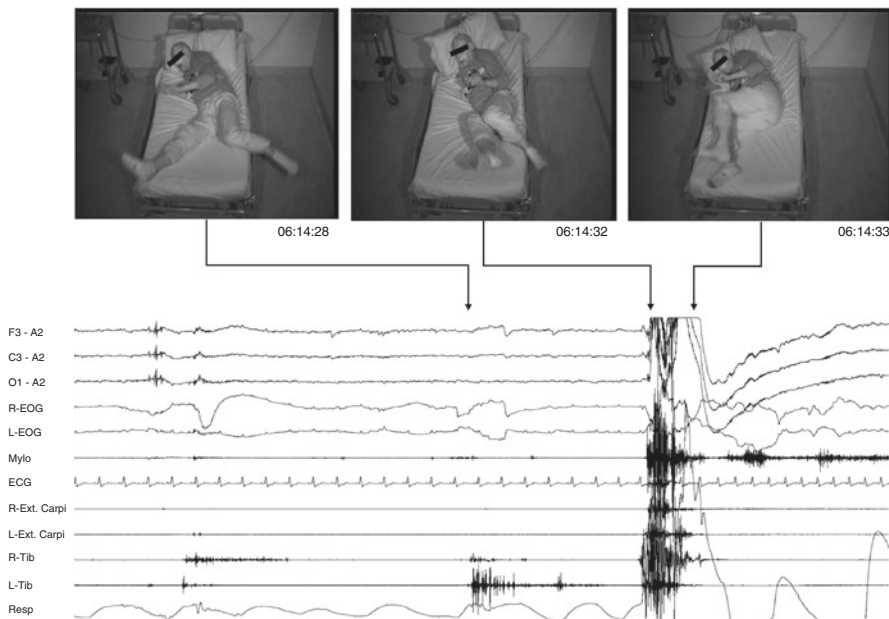 06:14:28
06:14:32
06:14:33
F3 - A2
C3 - A2
O1 - A2
R-EOG
L-EOG
Mylo
ECG
R-Ext. Carpi
L-Ext. Carpi
R-Tib
L-Tib
Resp